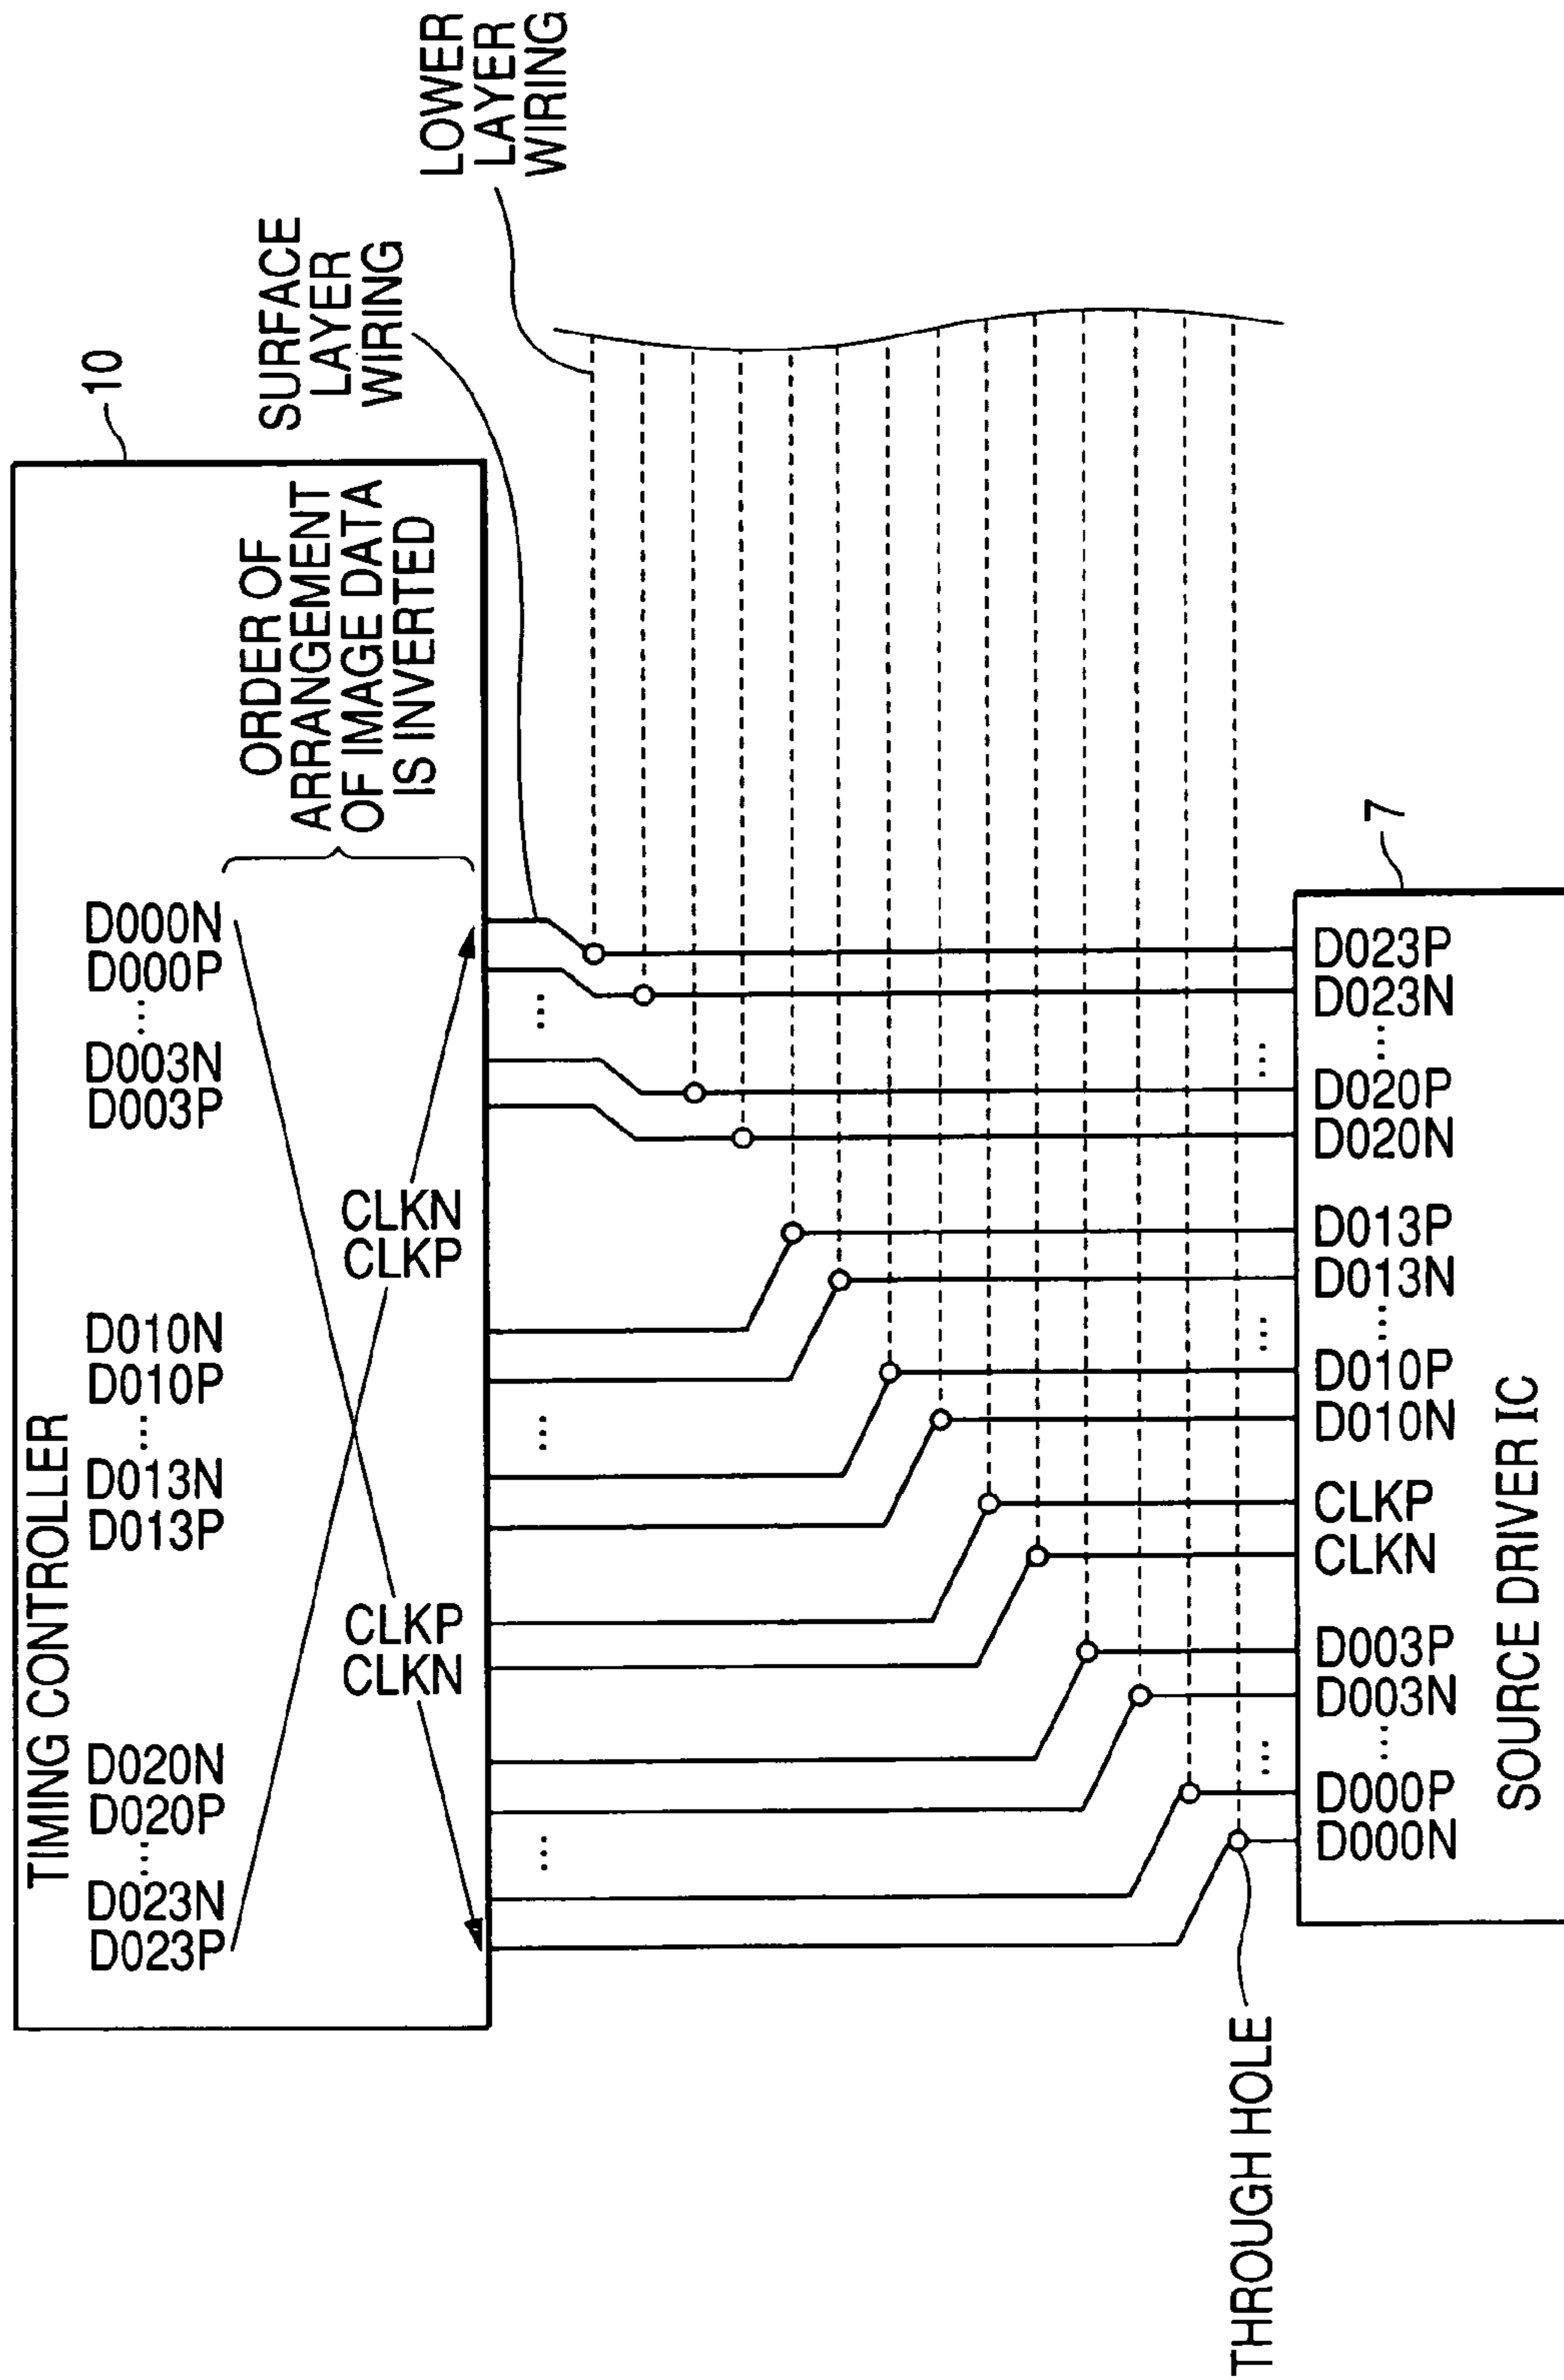 TIMING CONTROLLER
10
D023P
D023N
...
D020P
D020N
D013P
D013N
...
D010P
D010N
D003P
D003N
...
D000P
D000N
CLKN
CLKP
CLKP
CLKN
ORDER OF
ARRANGEMENT
OF IMAGE DATA
IS INVERTED
SURFACE
LAYER
WIRING
LOWER
LAYER
WIRING
...
...
...
THROUGH HOLE
...
...
...
7
D000N
D000P
...
D003N
D003P
CLKN
CLKP
D010N
D010P
...
D013N
D013P
D020N
D020P
...
D023N
D023P
SOURCE DRIVER IC